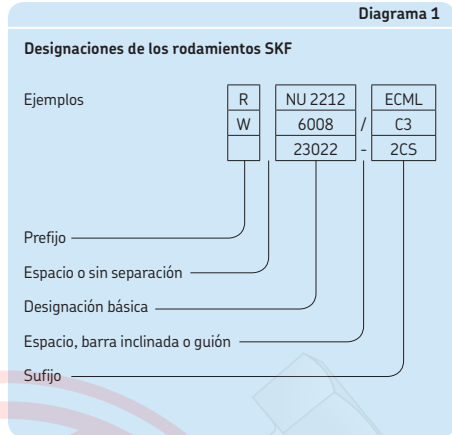 Diagrama 1
Designaciones de los rodamientos SKF
Ejemplos R NU 2212 ECML
W 6008 / C3
23022 - 2CS
Prefijo
Espacio o sin separación
Designación básica
Espacio, barra inclinada o guión
Sufijo